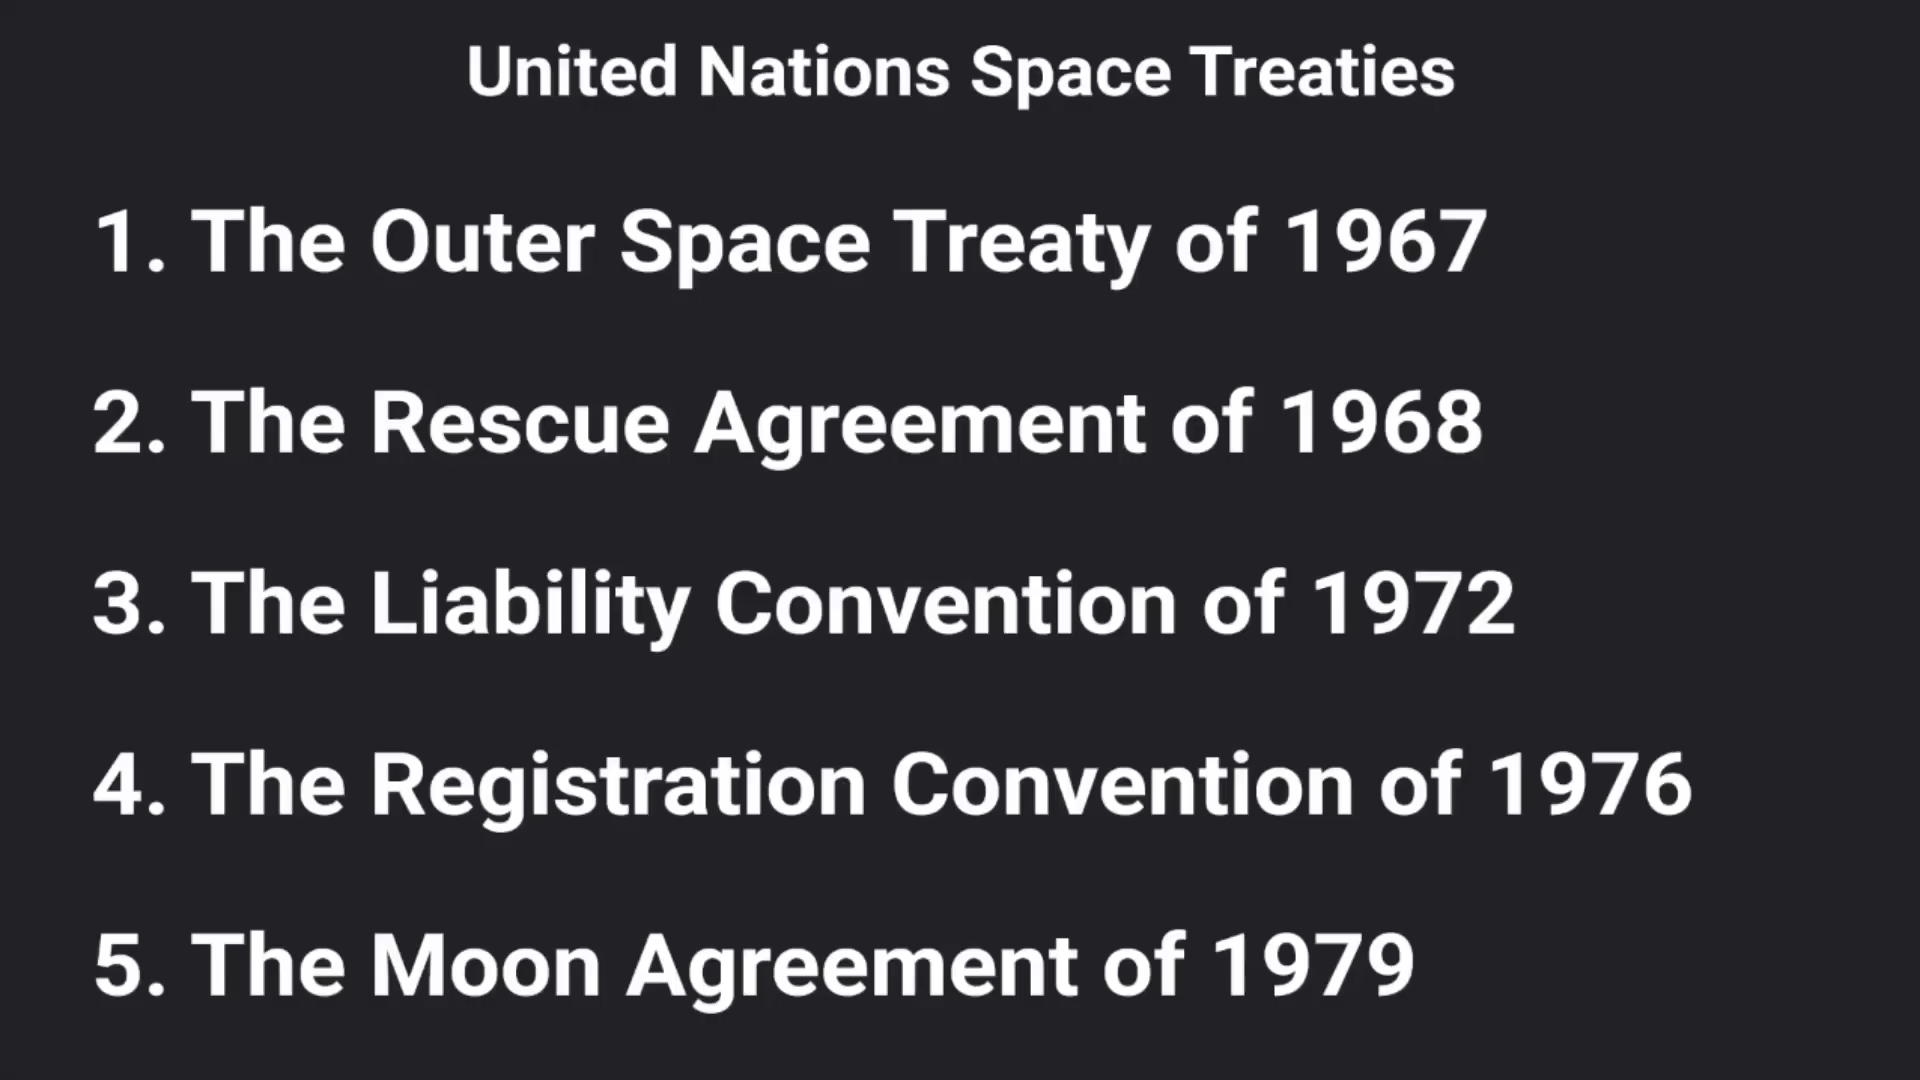 United Nations Space Treaties
1. The Outer Space Treaty of 1967
2. The Rescue Agreement of 1968
3. The Liability Convention of 1972
4. The Registration Convention of 1976
5. The Moon Agreement of 1979